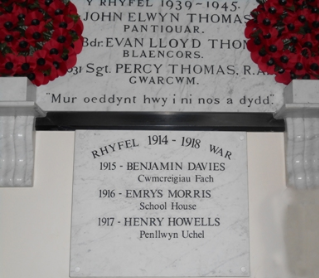 Y RHYFEL 1939-1945.
JOHN ELWYN THOMAS
PANTIQUAR.
Bdr. EVAN LLOYD THO
BLAENCORS.
Sgt. PERCY THOMAS, R.A.
GWARCWM.
"Mur oeddynt hwy i ni nos a dydd."
RHYFEL 1914-1918 WAR
1915 - BENJAMIN DAVIES
Cwmcreigiau Fach
1916 - EMRYS MORRIS
School House
1917 - HENRY HOWELLS
Penllwyn Uchel